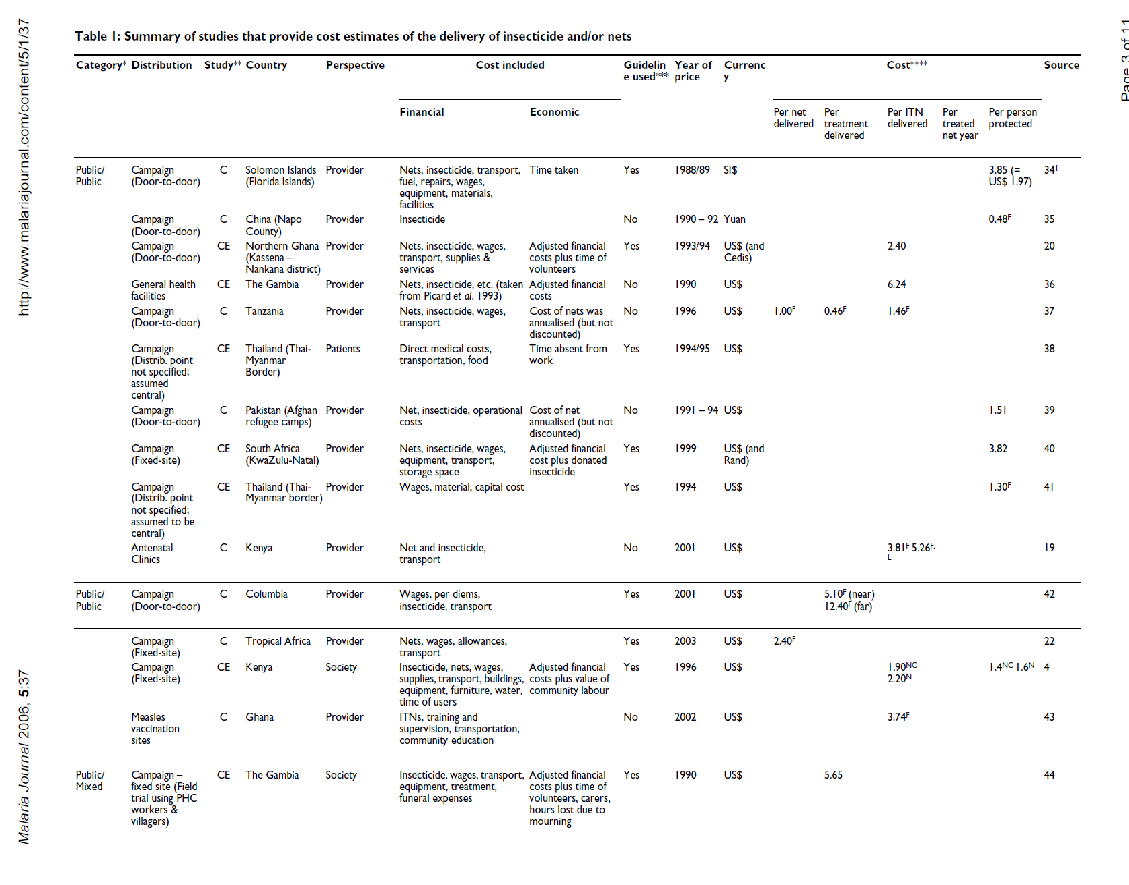 http://www.malariajournal.com/content/5/1/37
Malaria Journal 2006, 5:37
Page 3 of 11
Table 1: Summary of studies that provide cost estimates of the delivery of insecticide and/or nets
Category* Distribution Study** Country Perspective Cost included Guidelin Year of Currenc Cost**** Source
e used*** price y
Financial Economic Per net Per Per ITN Per Per person
delivered treatment delivered treated protected
delivered net year
Public/ Campaign C Solomon Islands Provider Nets, insecticide, transport, Time taken Yes 1988/89 SI$ 3.85 (= 34
Public (Door-to-door) (Florida Islands) fuel, repairs, wages, US$ 1.97)
equipment, materials,
facilities
Campaign C China (Napo Provider Insecticide No 1990 – 92 Yuan 0.48F 35
(Door-to-door) County)
Campaign CE Northern Ghana Provider Nets, insecticide, wages, Adjusted financial Yes 1993/94 US$ (and 2.40 20
(Door-to-door) (Kassena – transport, supplies & costs plus time of Cedis)
Nankana district) services volunteers
General health CE The Gambia Provider Nets, insecticide, etc. (taken Adjusted financial No 1990 US$ 6.24 36
facilities from Picard et al. 1993) costs
Campaign C Tanzania Provider Nets, insecticide, wages, Cost of nets was No 1996 US$ 1.00F 0.46F 1.46F 37
(Door-to-door) transport annualised (but not
discounted)
Campaign CE Thailand (Thai- Patients Direct medical costs, Time absent from Yes 1994/95 US$ 38
(Distrib. point Myanmar transportation, food work
not specified; Border)
assumed
central)
Campaign C Pakistan (Afghan Provider Net, insecticide, operational Cost of net No 1991 – 94 US$ 1.51 39
(Door-to-door) refugee camps) costs annualised (but not
discounted)
Campaign CE South Africa Provider Nets, insecticide, wages, Adjusted financial Yes 1999 US$ (and 3.82 40
(Fixed-site) (KwaZulu-Natal) equipment, transport, cost plus donated Rand)
storage space insecticide
Campaign CE Thailand (Thai- Provider Wages, material, capital cost Yes 1994 US$ 1.30F 41
(Distrib. point Myanmar border)
not specified;
assumed to be
central)
Antenatal C Kenya Provider Net and insecticide, No 2001 US$ 3.81F 5.26F, 19
Clinics transport L
Public/ Campaign C Columbia Provider Wages, per diems, Yes 2001 US$ 5.10F (near) 42
Public (Door-to-door) insecticide, transport 12.40F (far)
Campaign C Tropical Africa Provider Nets, wages, allowances, Yes 2003 US$ 2.40F 22
(Fixed-site) transport
Campaign CE Kenya Society Insecticide, nets, wages, Adjusted financial Yes 1996 US$ 1.90NC 1.4NC 1.6N 4
(Fixed-site) supplies, transport, buildings, costs plus value of 2.20N
equipment, furniture, water, community labour
time of users
Measles C Ghana Provider ITNs, training and No 2002 US$ 3.74F 43
vaccination supervision, transportation,
sites community education
Public/ Campaign – CE The Gambia Society Insecticide, wages, transport, Adjusted financial Yes 1990 US$ 5.65 44
Mixed fixed site (Field equipment, treatment, costs plus time of
trial using PHC funeral expenses volunteers, carers,
workers & hours lost due to
villagers) mourning